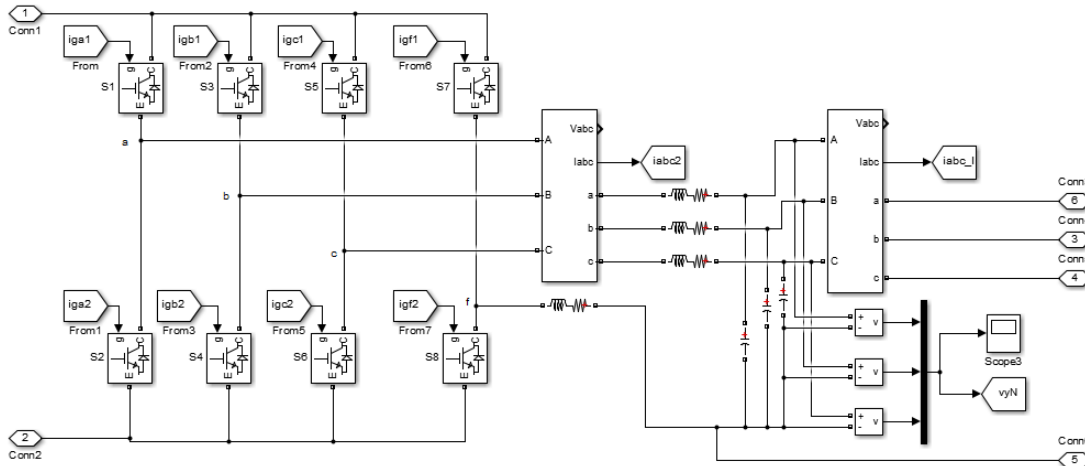 1
Conn1
iga1
From
S1
g
C
E
igb1
From2
S3
g
C
E
igc1
From4
S5
g
C
E
igf1
From6
S7
g
C
E
a
b
c
f
A
B
C
Vabc
Iabc
a
b
c
iabc2
A
B
C
Vabc
Iabc
a
b
c
iabc_l
Conn
6
Conn
3
Conn
4
iga2
From1
S2
g
C
E
igb2
From3
S4
g
C
E
igc2
From5
S6
g
C
E
igf2
From7
S8
g
C
E
+
-
v
+
-
v
+
-
v
Scope3
vyN
2
Conn2
Conn
5